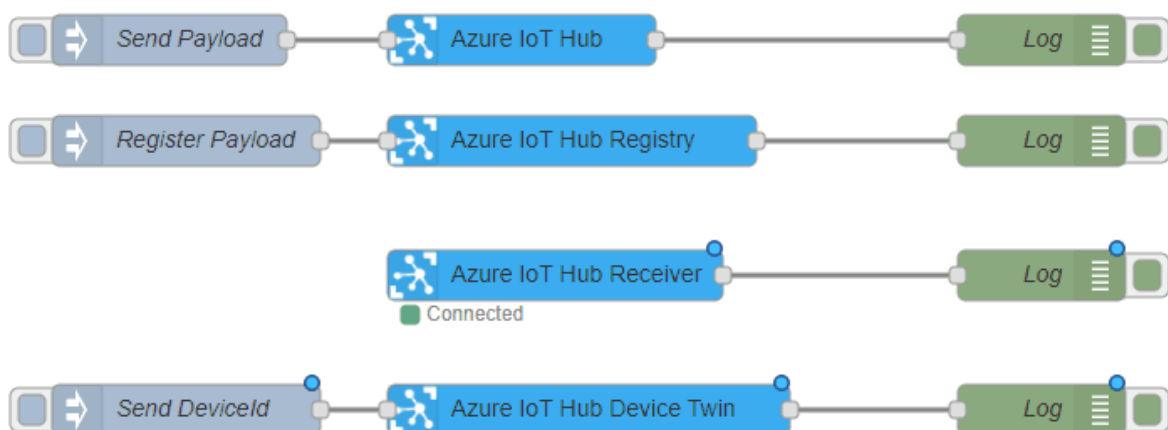 Send Payload Azure IoT Hub Log
Register Payload Azure IoT Hub Registry Log
Azure IoT Hub Receiver Log
Connected
Send DeviceId Azure IoT Hub Device Twin Log